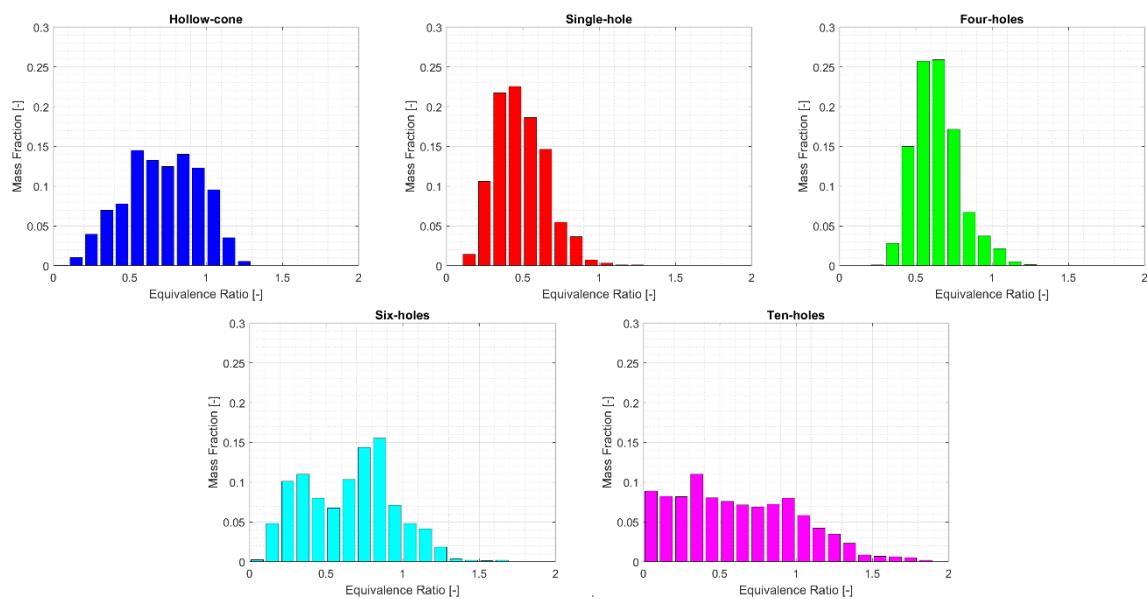 Hollow-cone
0.3
0.25
0.2
0.15
0.1
0.05
0
Mass Fraction [-]
0 0.5 1 1.5 2
Equivalence Ratio [-]
Single-hole
0.3
0.25
0.2
0.15
0.1
0.05
0
Mass Fraction [-]
0 0.5 1 1.5 2
Equivalence Ratio [-]
Four-holes
0.3
0.25
0.2
0.15
0.1
0.05
0
Mass Fraction [-]
0 0.5 1 1.5 2
Equivalence Ratio [-]
Six-holes
0.3
0.25
0.2
0.15
0.1
0.05
0
Mass Fraction [-]
0 0.5 1 1.5 2
Equivalence Ratio [-]
Ten-holes
0.3
0.25
0.2
0.15
0.1
0.05
0
Mass Fraction [-]
0 0.5 1 1.5 2
Equivalence Ratio [-]